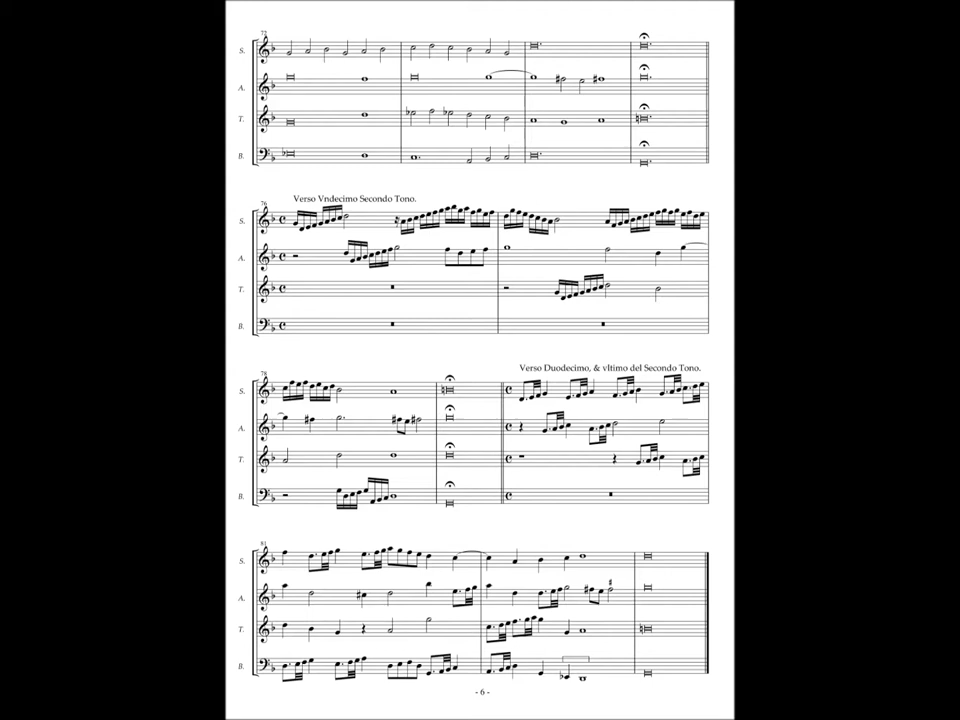 72
S.
A.
T.
B.
Verso Vndecimo Secondo Tono.
76
S.
A.
T.
B.
Verso Duodecimo, & vltimo del Secondo Tono.
78
S.
A.
T.
B.
81
S.
A.
T.
B.
- 6 -